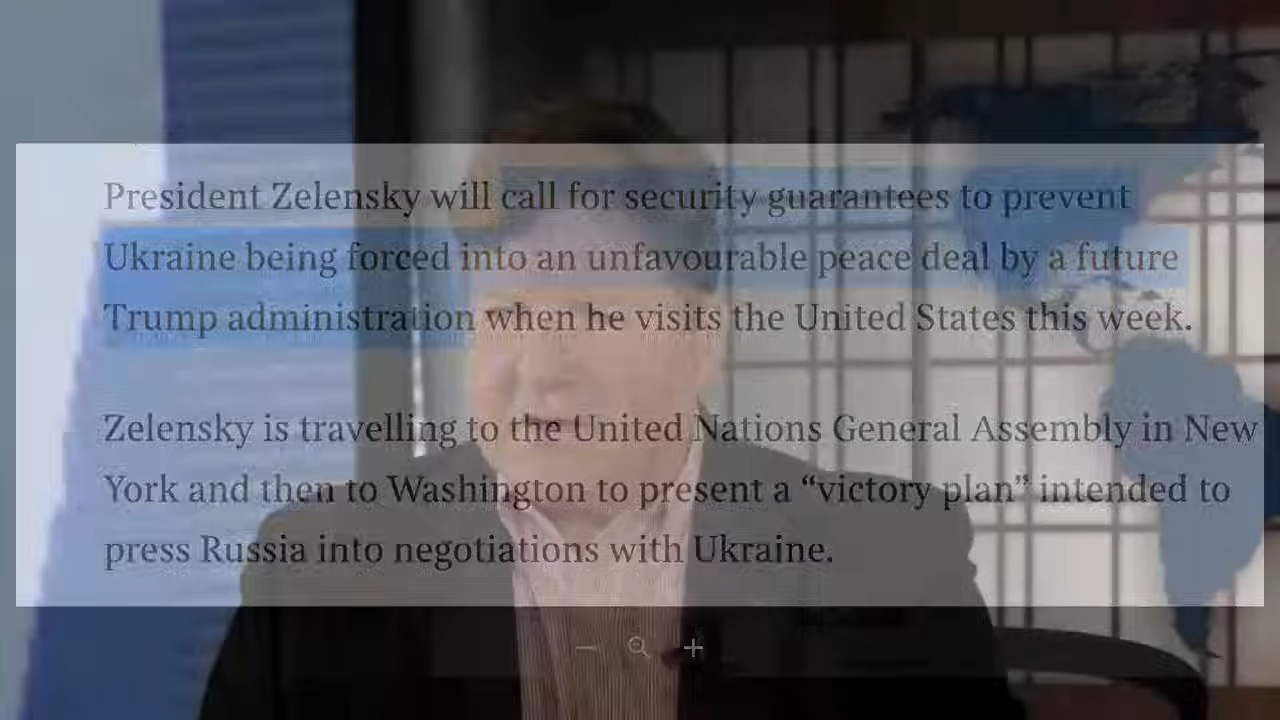 President Zelensky will call for security guarantees to prevent
Ukraine being forced into an unfavourable peace deal by a future
Trump administration when he visits the United States this week.
Zelensky is travelling to the United Nations General Assembly in New
York and then to Washington to present a “victory plan” intended to
press Russia into negotiations with Ukraine.